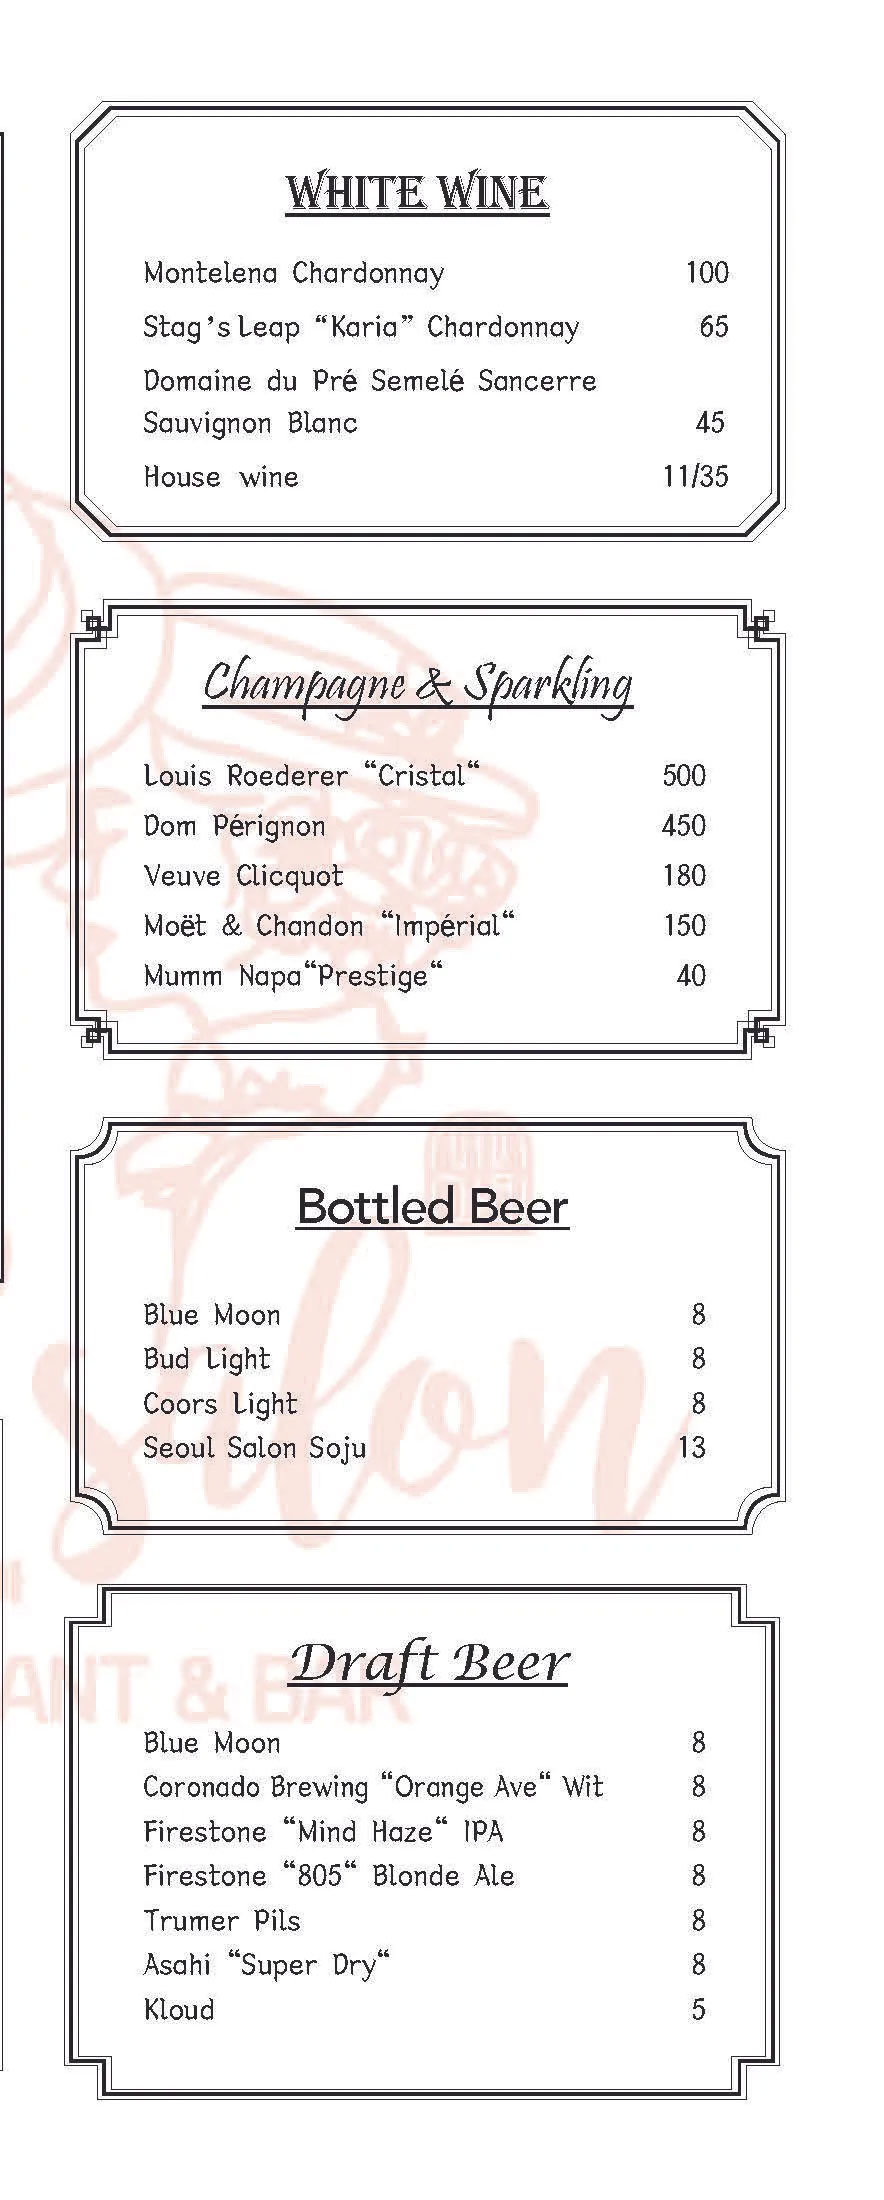 WHITE WINE
Montelena Chardonnay 100
Stag's Leap “Karia” Chardonnay 65
Domaine du Pré Semelé Sancerre
Sauvignon Blanc 45
House wine 11/35
Champagne & Sparkling
Louis Roederer “Cristal“ 500
Dom Pérignon 450
Veuve Clicquot 180
Moët & Chandon “Impérial“ 150
Mumm Napa“Prestige“ 40
Bottled Beer
Blue Moon 8
Bud Light 8
Coors Light 8
Seoul Salon Soju 13
salon
Draft Beer
ANT & BAR
Blue Moon 8
Coronado Brewing “Orange Ave“ Wit 8
Firestone “Mind Haze“ IPA 8
Firestone “805“ Blonde Ale 8
Trumer Pils 8
Asahi “Super Dry“ 8
Kloud 5